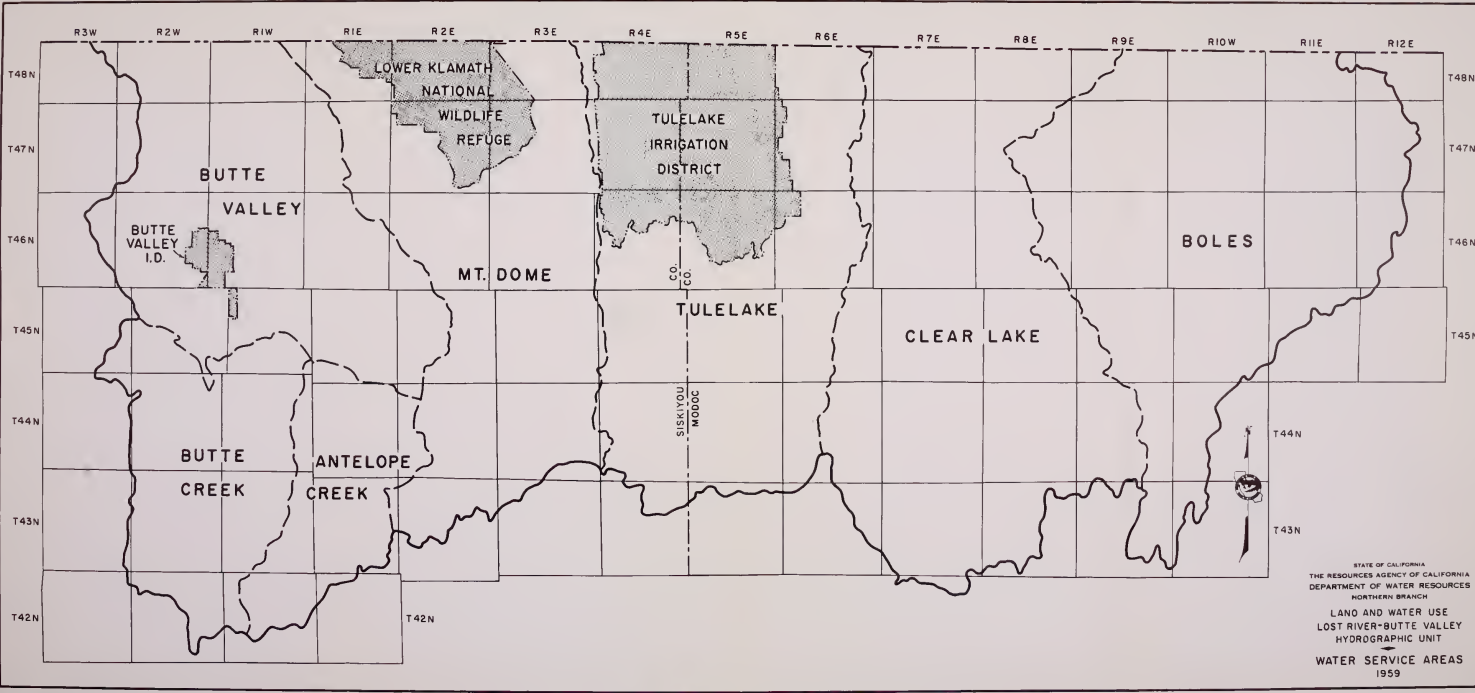 R3W R2W R1W R1E R2E R3E R4E R5E R6E R7E R8E R9E R10W R11E R12E
T48N
T48N
LOWER KLAMATH
NATIONAL
WILDLIFE
REFUGE
TULELAKE
IRRIGATION
DISTRICT
T47N
T47N
BUTTE
VALLEY
BUTTE
VALLEY
I.D.
T46N
T46N
MT. DOME
BOLES
CO.
CO.
TULELAKE
CLEAR LAKE
T45N
T45N
SISKIYOU
MODOC
T44N
T44N
BUTTE
CREEK
ANTELOPE
CREEK
T43N
T43N
T42N
T42N
STATE OF CALIFORNIA
THE RESOURCES AGENCY OF CALIFORNIA
DEPARTMENT OF WATER RESOURCES
NORTHERN BRANCH
LAND AND WATER USE
LOST RIVER-BUTTE VALLEY
HYDROGRAPHIC UNIT
WATER SERVICE AREAS
1959